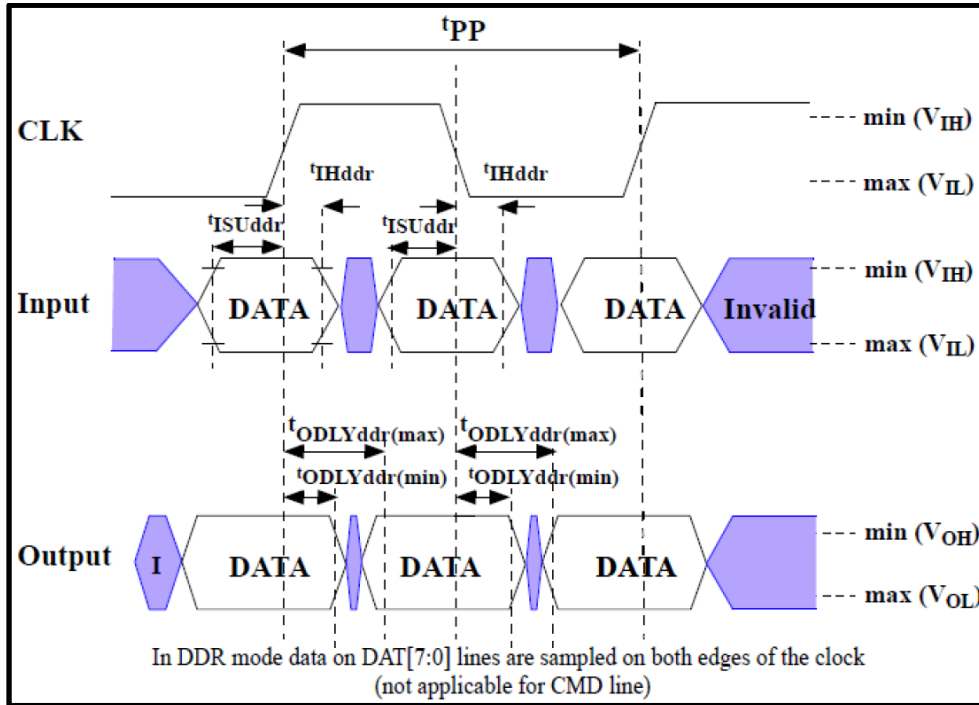 tPP
CLK
min (VIH)
max (VIL)
tIHddr
tIHddr
tISUddr
tISUddr
Input
DATA
DATA
DATA
Invalid
min (VIH)
max (VIL)
tODLYddr(max)
tODLYddr(max)
tODLYddr(min)
tODLYddr(min)
Output
I
DATA
DATA
DATA
min (VOH)
max (VOL)
In DDR mode data on DAT[7:0] lines are sampled on both edges of the clock
(not applicable for CMD line)